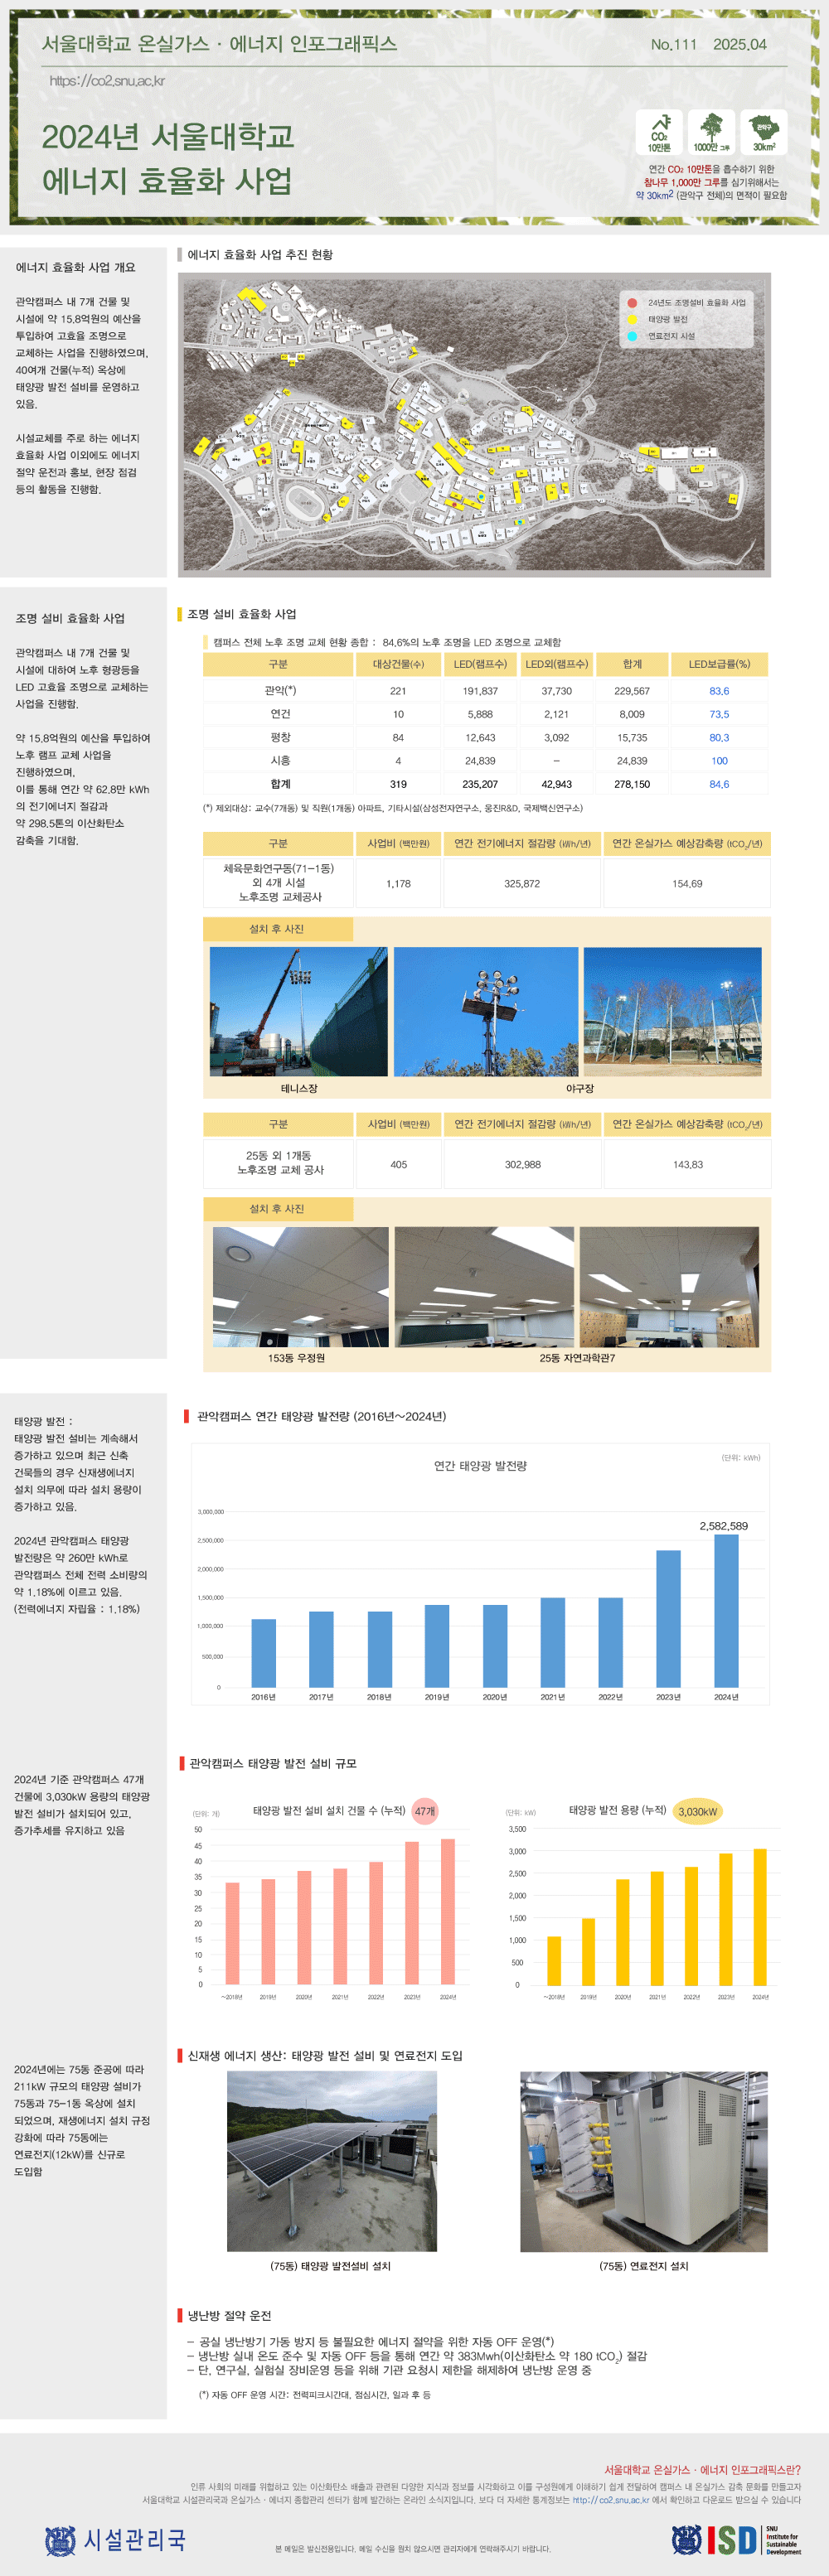 서울대학교 온실가스 · 에너지 인포그래픽스
No.111 2025.04
https://co2.snu.ac.kr
2024년 서울대학교
에너지 효율화 사업
CO2
10만톤
1000만 그루
관악구
30km²
연간 CO₂ 10만톤을 흡수하기 위한
참나무 1,000만 그루를 심기위해서는
약 30km² (관악구 전체)의 면적이 필요함
에너지 효율화 사업 개요
관악캠퍼스 내 7개 건물 및
시설에 약 15.8억원의 예산을
투입하여 고효율 조명으로
교체하는 사업을 진행하였으며,
40여개 건물(누적) 옥상에
태양광 발전 설비를 운영하고
있음.
시설교체를 주로 하는 에너지
효율화 사업 이외에도 에너지
절약 운전과 홍보, 현장 점검
등의 활동을 진행함.
에너지 효율화 사업 추진 현황
24년도 조명설비 효율화 사업
태양광 발전
연료전지 시설
조명 설비 효율화 사업
관악캠퍼스 내 7개 건물 및
시설에 대하여 노후 형광등을
LED 고효율 조명으로 교체하는
사업을 진행함.
약 15.8억원의 예산을 투입하여
노후 램프 교체 사업을
진행하였으며,
이를 통해 연간 약 62.8만 kWh
의 전기에너지 절감과
약 298.5톤의 이산화탄소
감축을 기대함.
조명 설비 효율화 사업
캠퍼스 전체 노후 조명 교체 현황 종합 : 84.6%의 노후 조명을 LED 조명으로 교체함
구분 대상건물(수) LED(램프수) LED외(램프수) 합계 LED보급률(%)
관악(*) 221 191,837 37,730 229,567 83.6
연건 10 5,888 2,121 8,009 73.5
평창 84 12,643 3,092 15,735 80.3
시흥 4 24,839 – 24,839 100
합계 319 235,207 42,943 278,150 84.6
(*) 제외대상: 교수(7개동) 및 직원(1개동) 아파트, 기타시설(삼성전자연구소, 웅진R&D, 국제백신연구소)
구분 사업비 (백만원) 연간 전기에너지 절감량 (㎾h/년) 연간 온실가스 예상감축량 (tCO₂/년)
체육문화연구동(71–1동)
외 4개 시설
노후조명 교체공사
1,178 325,872 154.69
설치 후 사진
테니스장 야구장
구분 사업비 (백만원) 연간 전기에너지 절감량 (㎾h/년) 연간 온실가스 예상감축량 (tCO₂/년)
25동 외 1개동
노후조명 교체 공사
405 302,988 143.83
설치 후 사진
153동 우정원 25동 자연과학관7
태양광 발전 :
태양광 발전 설비는 계속해서
증가하고 있으며 최근 신축
건묵들의 경우 신재생에너지
설치 의무에 따라 설치 용량이
증가하고 있음.
2024년 관악캠퍼스 태양광
발전량은 약 260만 kWh로
관악캠퍼스 전체 전력 소비량의
약 1.18%에 이르고 있음.
(전력에너지 자립율 : 1.18%)
관악캠퍼스 연간 태양광 발전량 (2016년~2024년)
연간 태양광 발전량
(단위: kWh)
3,000,000
2,500,000
2,000,000
1,500,000
1,000,000
500,000
0
2,582,589
2016년 2017년 2018년 2019년 2020년 2021년 2022년 2023년 2024년
2024년 기준 관악캠퍼스 47개
건물에 3,030kW 용량의 태양광
발전 설비가 설치되어 있고,
증가추세를 유지하고 있음
관악캠퍼스 태양광 발전 설비 규모
(단위: 개)
태양광 발전 설비 설치 건물 수 (누적) 47개
50
45
40
35
30
25
20
15
10
5
0
~2018년 2019년 2020년 2021년 2022년 2023년 2024년
(단위: kW)
태양광 발전 용량 (누적) 3,030kW
3,500
3,000
2,500
2,000
1,500
1,000
500
0
~2018년 2019년 2020년 2021년 2022년 2023년 2024년
2024년에는 75동 준공에 따라
211kW 규모의 태양광 설비가
75동과 75–1동 옥상에 설치
되었으며, 재생에너지 설치 규정
강화에 따라 75동에는
연료전지(12kW)를 신규로
도입함
신재생 에너지 생산: 태양광 발전 설비 및 연료전지 도입
(75동) 태양광 발전설비 설치
(75동) 연료전지 설치
냉난방 절약 운전
– 공실 냉난방기 가동 방지 등 불필요한 에너지 절약을 위한 자동 OFF 운영(*)
– 냉난방 실내 온도 준수 및 자동 OFF 등을 통해 연간 약 383Mwh(이산화탄소 약 180 tCO₂) 절감
– 단, 연구실, 실험실 장비운영 등을 위해 기관 요청시 제한을 해제하여 냉난방 운영 중
(*) 자동 OFF 운영 시간: 전력피크시간대, 점심시간, 일과 후 등
서울대학교 온실가스 · 에너지 인포그래픽스란?
인류 사회의 미래를 위협하고 있는 이산화탄소 배출과 관련된 다양한 지식과 정보를 시각화하고 이를 구성원에게 이해하기 쉽게 전달하여 캠퍼스 내 온실가스 감축 문화를 만들고자
서울대학교 시설관리국과 온실가스 · 에너지 종합관리 센터가 함께 발간하는 온라인 소식지입니다. 보다 더 자세한 통계정보는 http://co2.snu.ac.kr 에서 확인하고 다운로드 받으실 수 있습니다
시설관리국
본 메일은 발신전용입니다. 메일 수신을 원치 않으시면 관리자에게 연락해주시기 바랍니다.
ISD
SNU
Institute for
Sustainable
Development